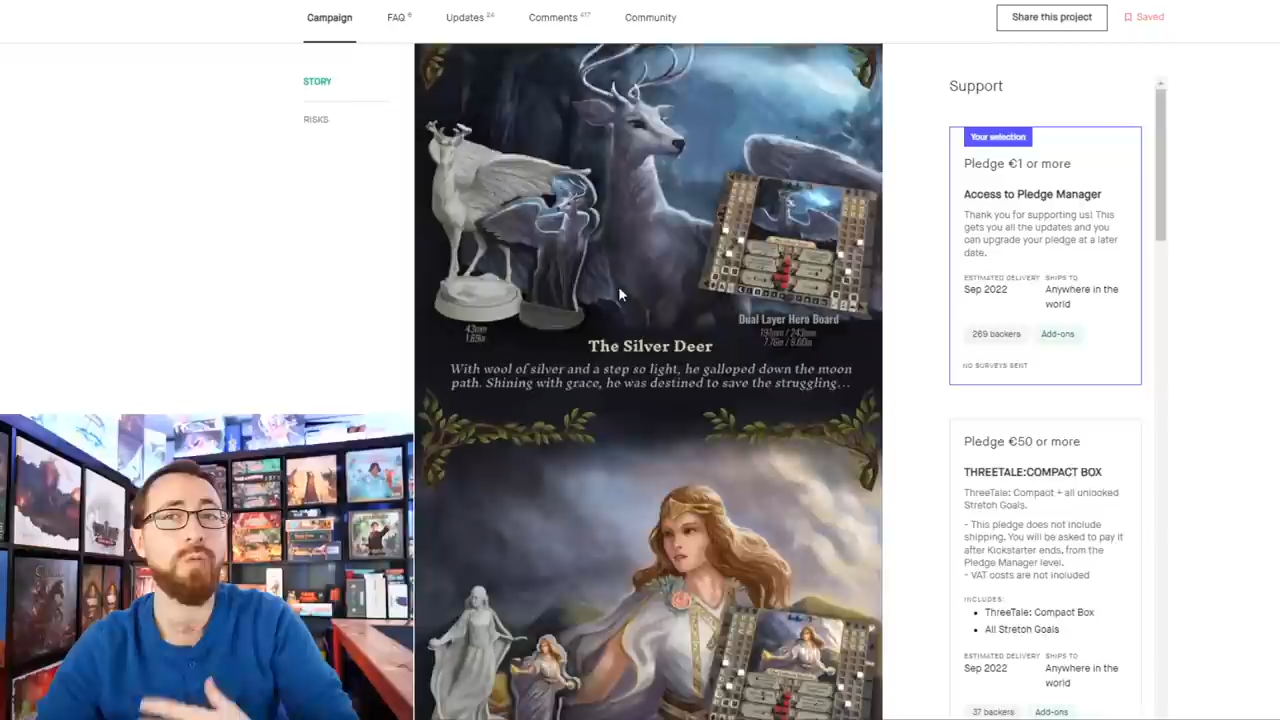 Campaign
FAQ 6
Updates 24
Comments 417
Community
Share this project
Saved
STORY
RISKS
43mm
1.69in
Dual Layer Hero Board
The Silver Deer
With wool of silver and a step so light, he galloped down the moon
path. Shining with grace, he was destined to save the struggling...
Support
Your selection
Pledge €1 or more
Access to Pledge Manager
Thank you for supporting us! This
gets you all the updates and you
can upgrade your pledge at a later
date.
ESTIMATED DELIVERY
SHIPS TO
Sep 2022
Anywhere in the
world
269 backers
Add-ons
NO SURVEYS SENT
Pledge €50 or more
THREETALE:COMPACT BOX
ThreeTale: Compact + all unlocked
Stretch Goals.
- This pledge does not include
shipping. You will be asked to pay it
after Kickstarter ends, from the
Pledge Manager level.
- VAT costs are not included
INCLUDES:
ThreeTale: Compact Box
All Stretch Goals
ESTIMATED DELIVERY
SHIPS TO
Sep 2022
Anywhere in the
world
37 backers
Add-ons